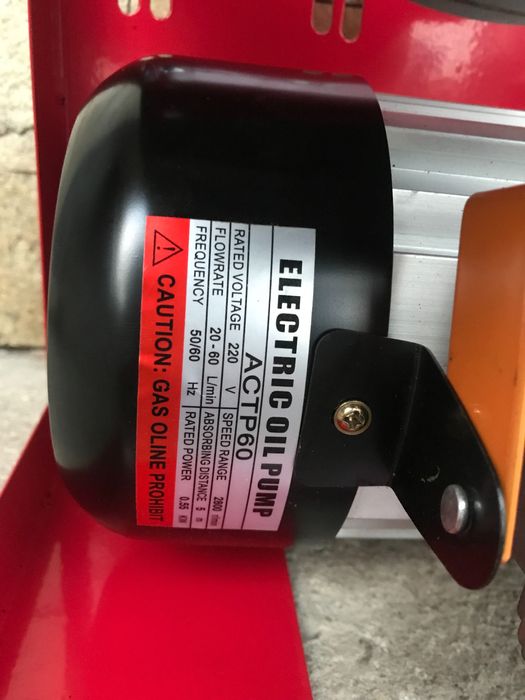 ELECTRIC OIL PUMP
ACTP60
RATED VOLTAGE 220 V SPEED RANGE 2800 r/min
FLOWRATE 20-60 L/min ABSORBING DISTANCE 5 m
FREQUENCY 50/60 Hz RATED POWER 0.55 KW
CAUTION: GAS OLINE PROHIBIT